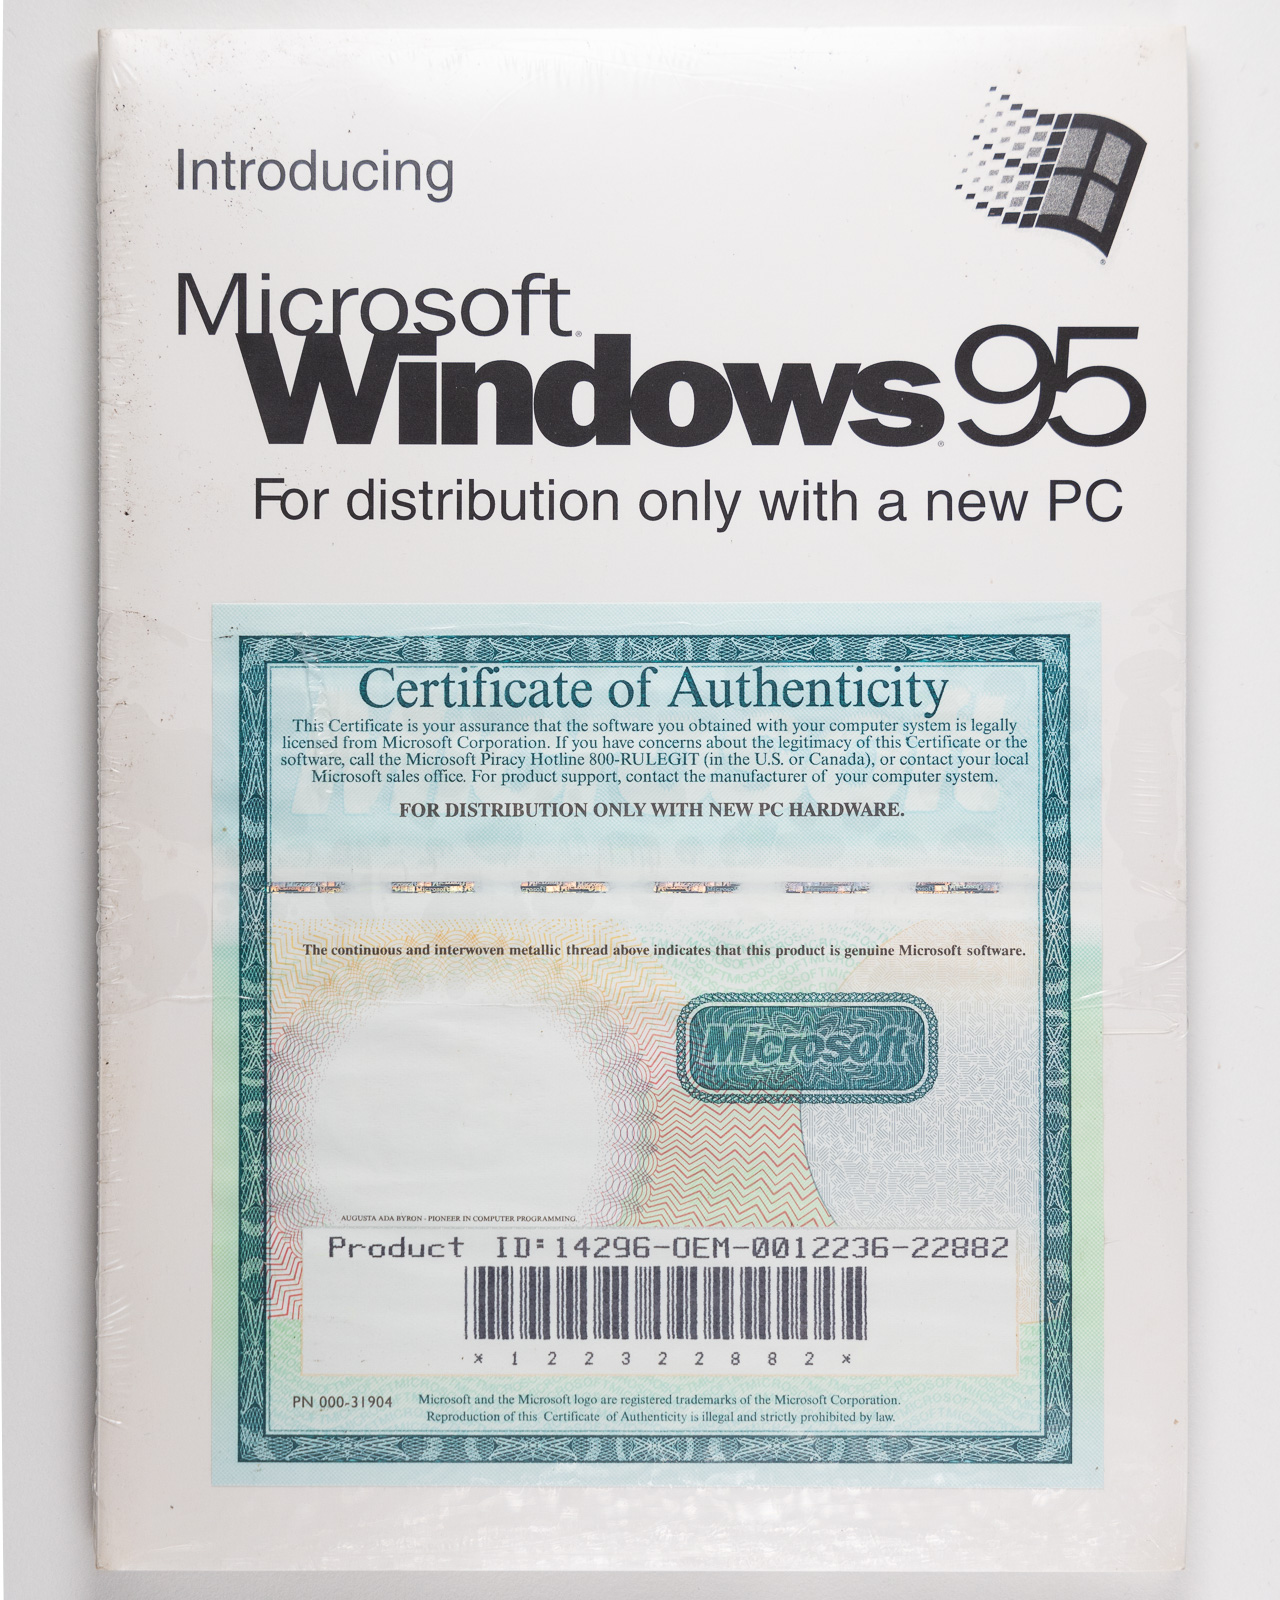 Introducing
Microsoft®
Windows®95
For distribution only with a new PC
Certificate of Authenticity
This Certificate is your assurance that the software you obtained with your computer system is legally
licensed from Microsoft Corporation. If you have concerns about the legitimacy of this Certificate or the
software, call the Microsoft Piracy Hotline 800-RULEGIT (in the U.S. or Canada), or contact your local
Microsoft sales office. For product support, contact the manufacturer of your computer system.
FOR DISTRIBUTION ONLY WITH NEW PC HARDWARE.
The continuous and interwoven metallic thread above indicates that this product is genuine Microsoft software.
Microsoft
AUGUSTA ADA BYRON - PIONEER IN COMPUTER PROGRAMMING.
Product ID:14296-OEM-0012236-22882
* 1 2 2 3 2 2 8 8 2 *
PN 000-31904
Microsoft and the Microsoft logo are registered trademarks of the Microsoft Corporation.
Reproduction of this Certificate of Authenticity is illegal and strictly prohibited by law.